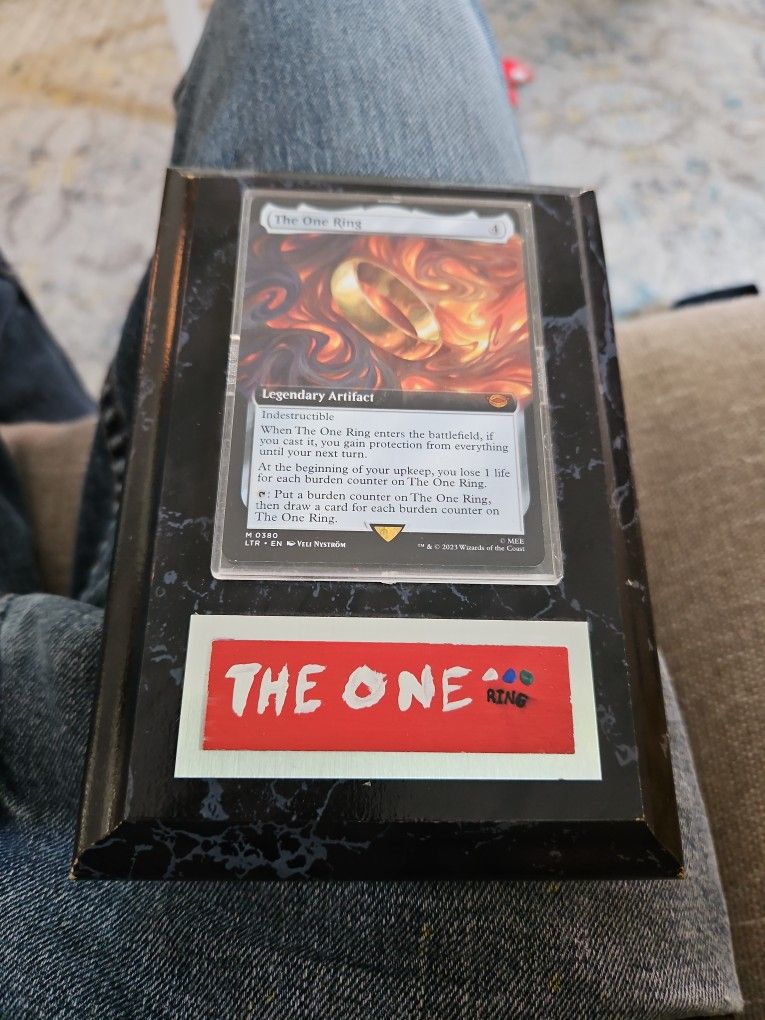 The One Ring 4
Legendary Artifact
Indestructible
When The One Ring enters the battlefield, if
you cast it, you gain protection from everything
until your next turn.
At the beginning of your upkeep, you lose 1 life
for each burden counter on The One Ring.
: Put a burden counter on The One Ring,
then draw a card for each burden counter on
The One Ring.
M 0380 © MEE
LTR • EN VELI NYSTRÖM ™ & © 2023 Wizards of the Coast
THE ONE
RING